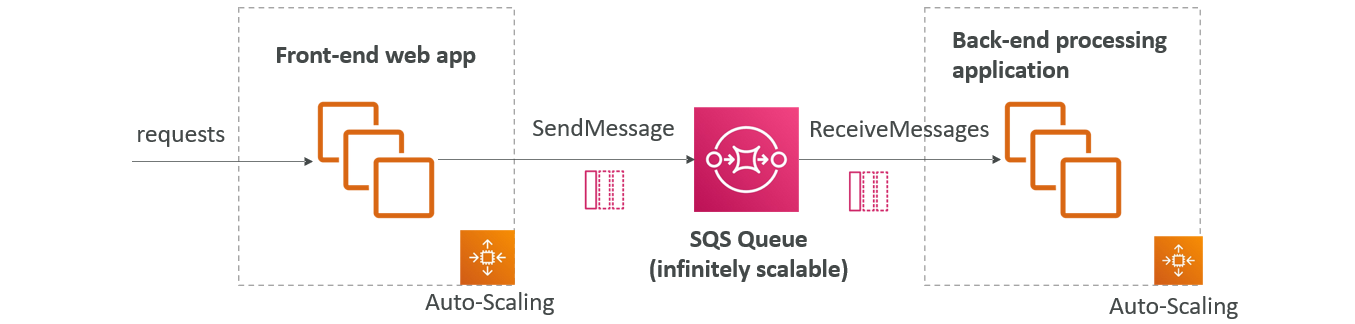 Front-end web app
Back-end processing
application
requests
SendMessage
ReceiveMessages
SQS Queue
(infinitely scalable)
Auto-Scaling
Auto-Scaling